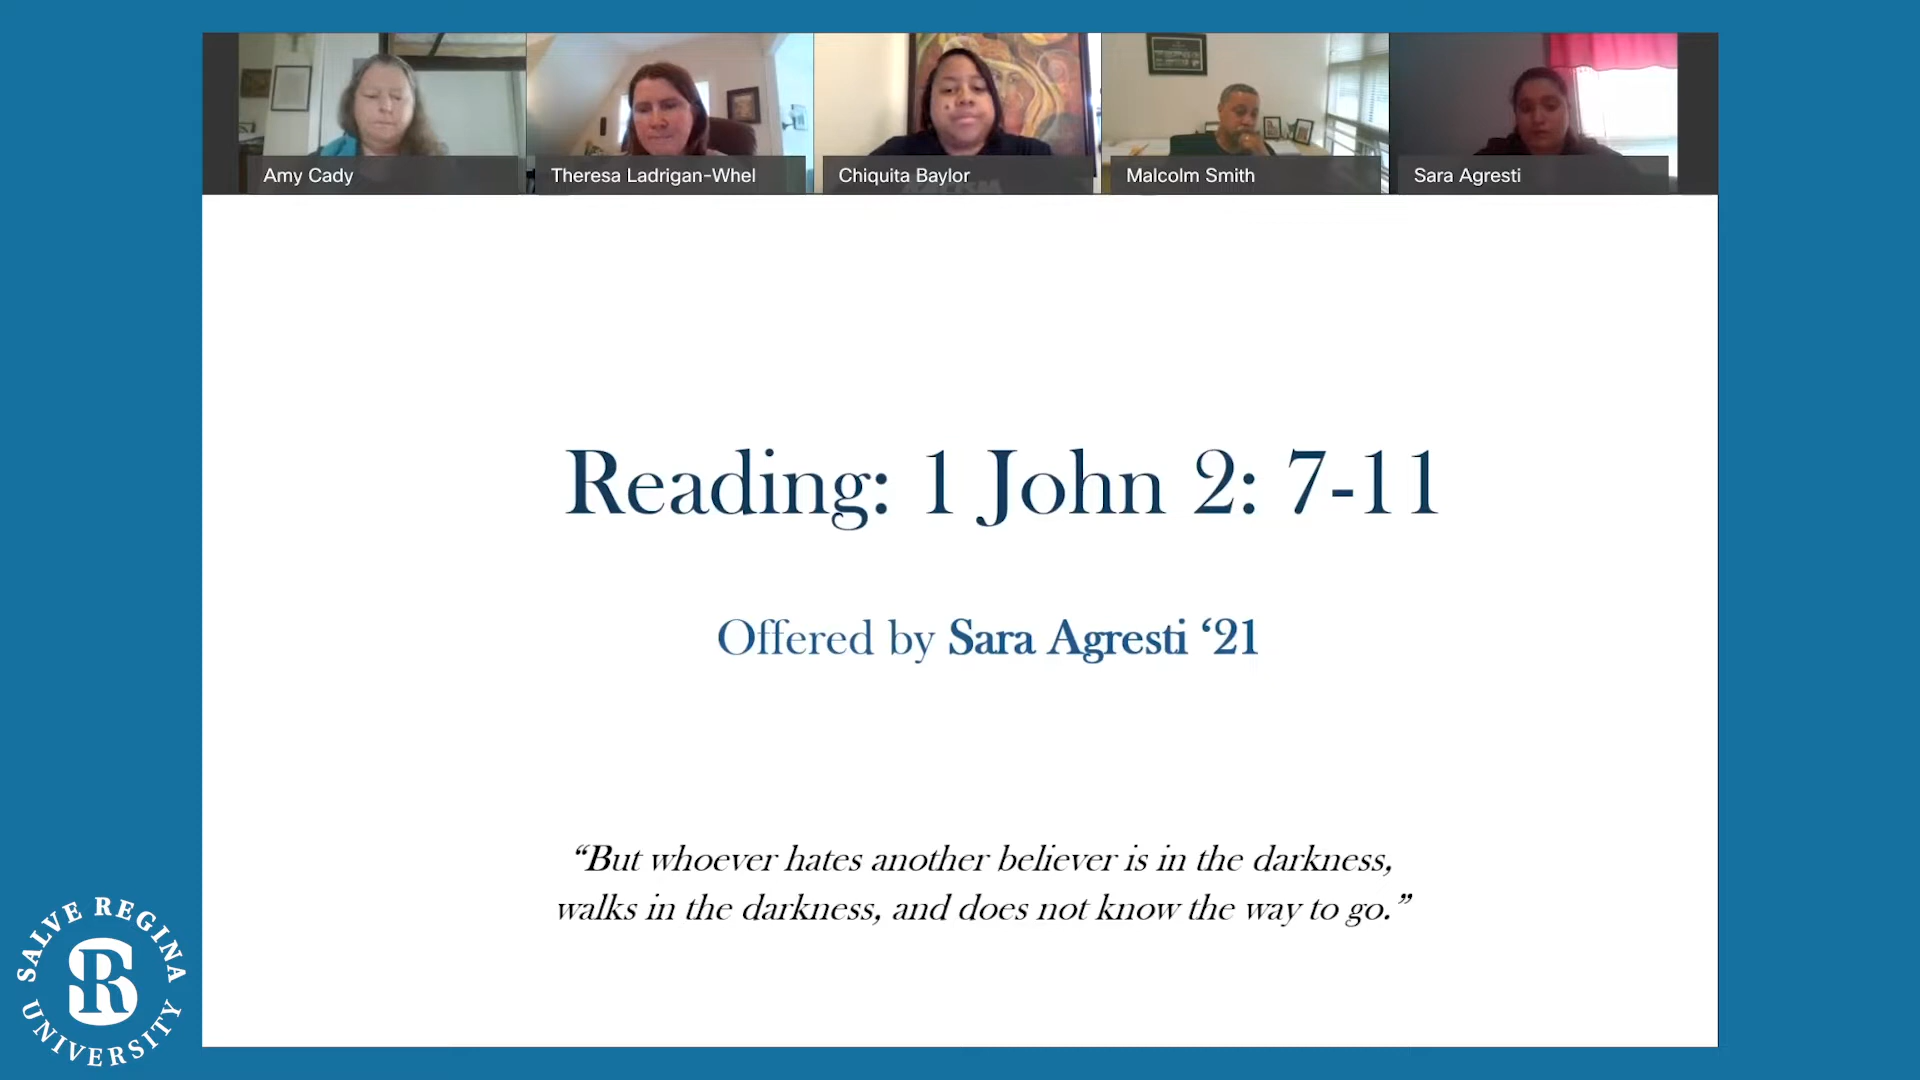 Amy Cady
Theresa Ladrigan-Whel
Chiquita Baylor
Malcolm Smith
Sara Agresti
Reading: 1 John 2: 7-11
Offered by Sara Agresti ‘21
“But whoever hates another believer is in the darkness,
walks in the darkness, and does not know the way to go.”
SALVE REGINA
UNIVERSITY
SR